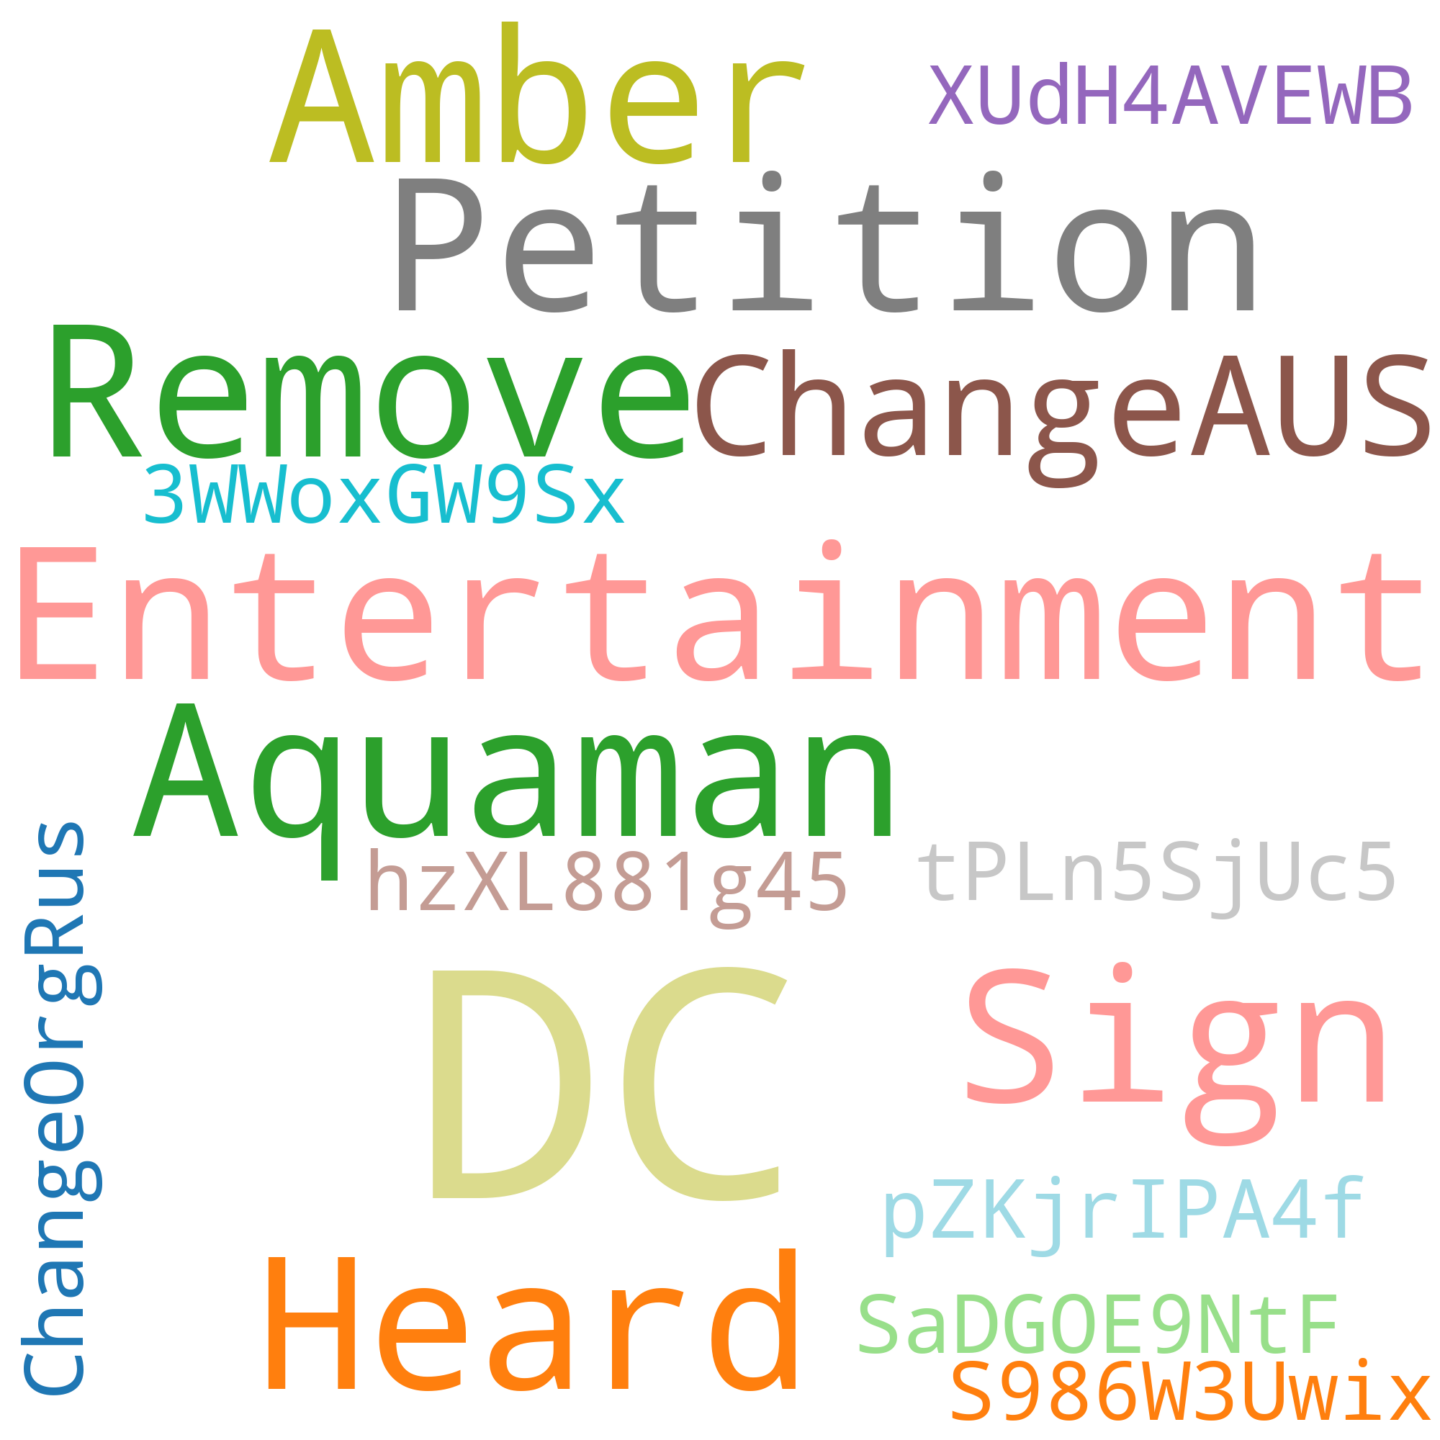 Amber
XUdH4AVEWB
Petition
Remove
ChangeAUS
3WWoxGW9Sx
Entertainment
Aquaman
hzXL881g45
tPLn5SjUc5
ChangeOrgRus
DC
Sign
pZKjrIPA4f
Heard
SaDGOE9NtF
S986W3Uwix